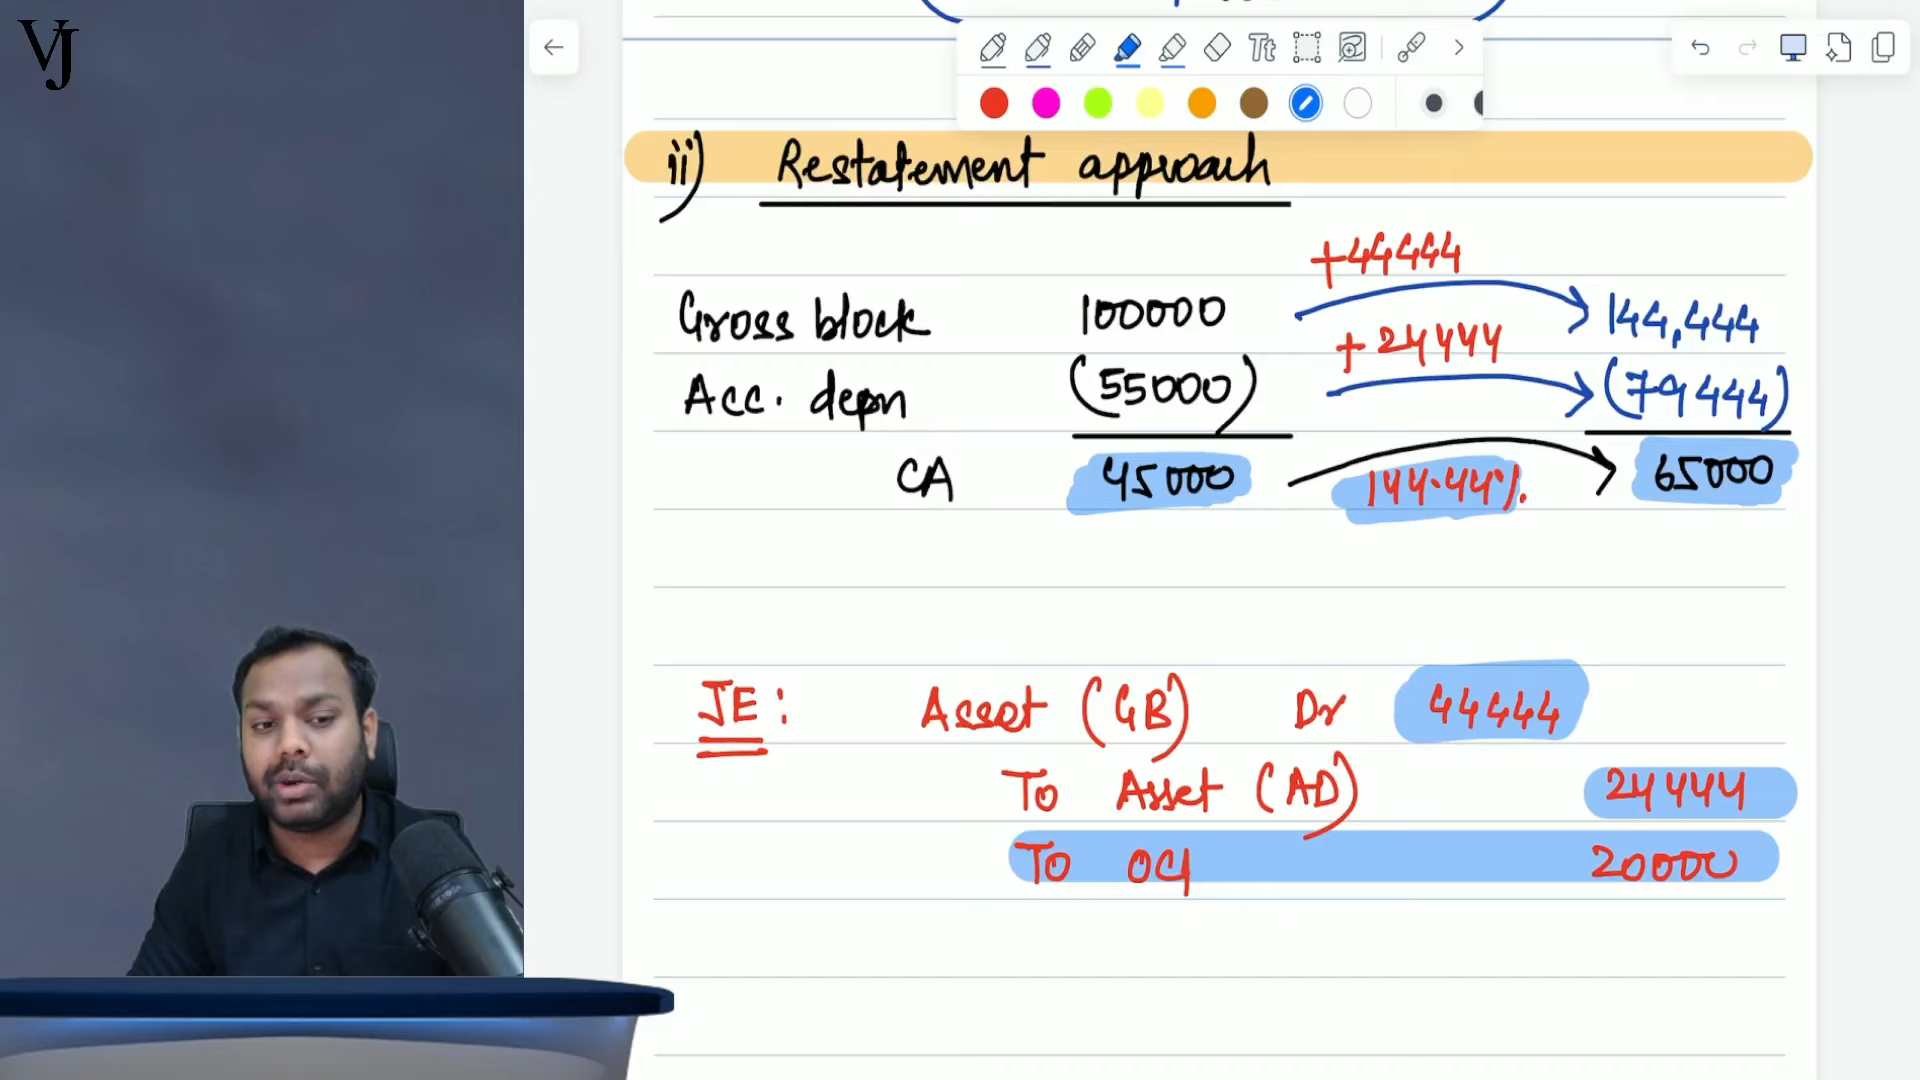 VJ
Tt
ii) Restatement approach
+44444
Gross block 100000 144,444
+24444
Acc. depn (55000) (79444)
CA 45000 144.44% 65000
JE: Asset (GB) Dr 44444
To Asset (AD) 24444
To OCI 20000